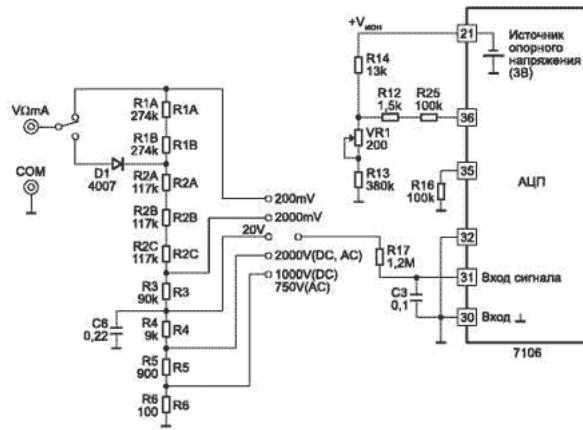 +Vион
21
Источник
опорного
напряжения
(3В)
R14
13k
R12
1,5k
R25
100k
36
VR1
200
R13
380k
R16
100k
35
АЦП
32
31
Вход сигнала
30
Вход ⊥
7106
R17
1,2M
C3
0,1
VΩmA
COM
D1
4007
R1A
274k
R1A
R1B
274k
R1B
R2A
117k
R2A
R2B
117k
R2B
R2C
117k
R2C
R3
90k
R3
R4
9k
R4
R5
900
R5
R6
100
R6
C6
0,22
200mV
2000mV
20V
2000V(DC, AC)
1000V(DC)
750V(AC)